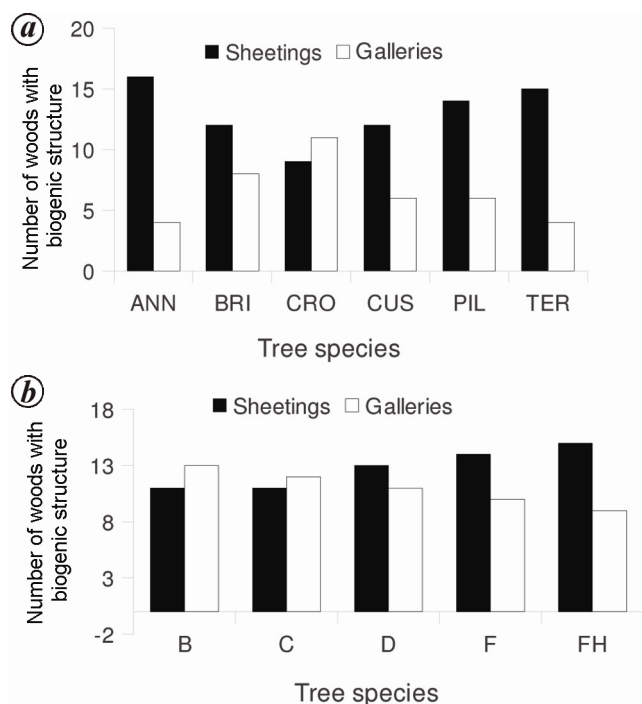 a
20
15
10
5
0
Number of woods with
biogenic structure
Sheetings Galleries
ANN BRI CRO CUS PIL TER
Tree species
b
18
13
8
3
-2
Number of woods with
biogenic structure
Sheetings Galleries
B C D F FH
Tree species